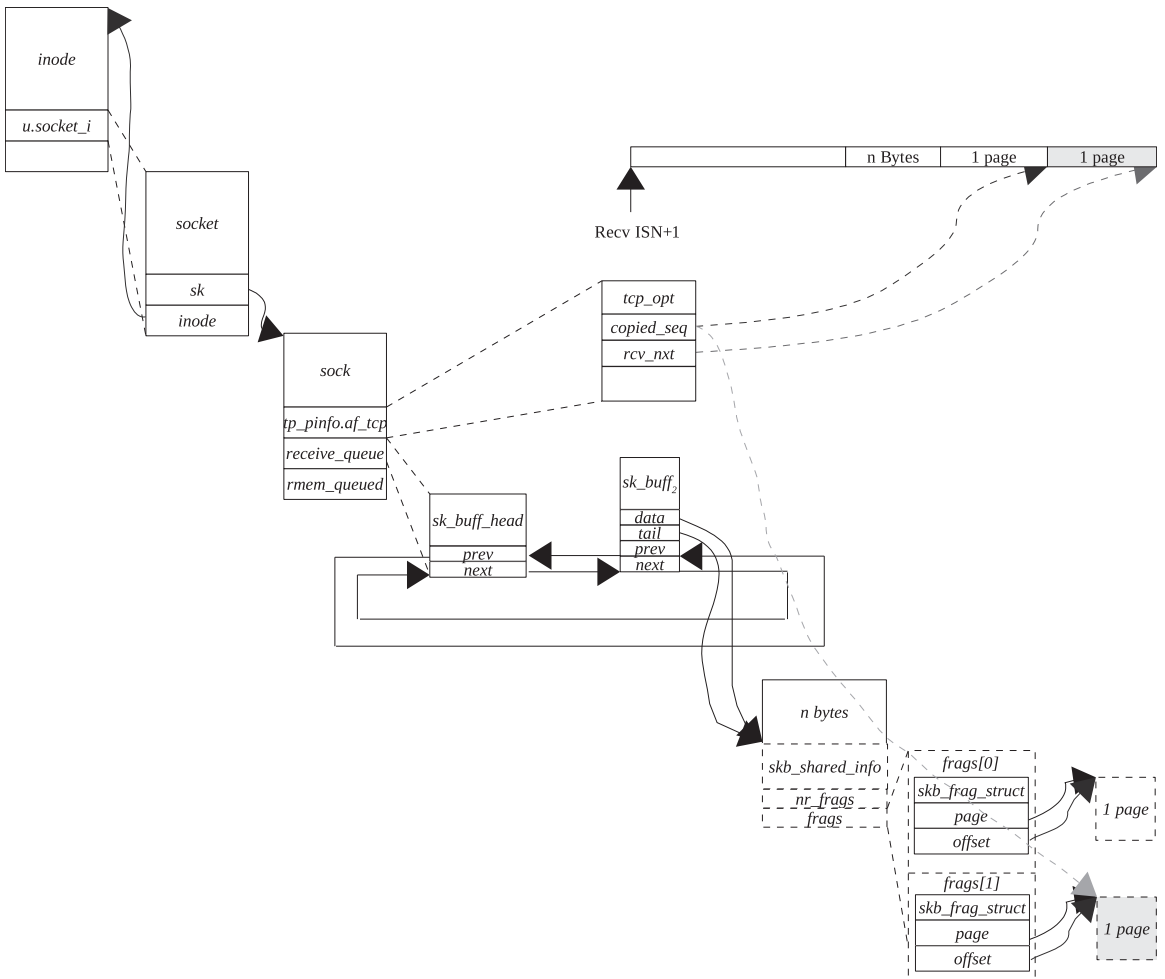 inode
u.socket_i
n Bytes
1 page
1 page
socket
Recv ISN+1
sk
tcp_opt
inode
copied_seq
rcv_nxt
sock
tp_pinfo.af_tcp
receive_queue
rmem_queued
sk_buff2
sk_buff_head
data
tail
prev
prev
next
next
n bytes
skb_shared_info
frags[0]
skb_frag_struct
nr_frags
page
1 page
frags
offset
frags[1]
skb_frag_struct
page
1 page
offset